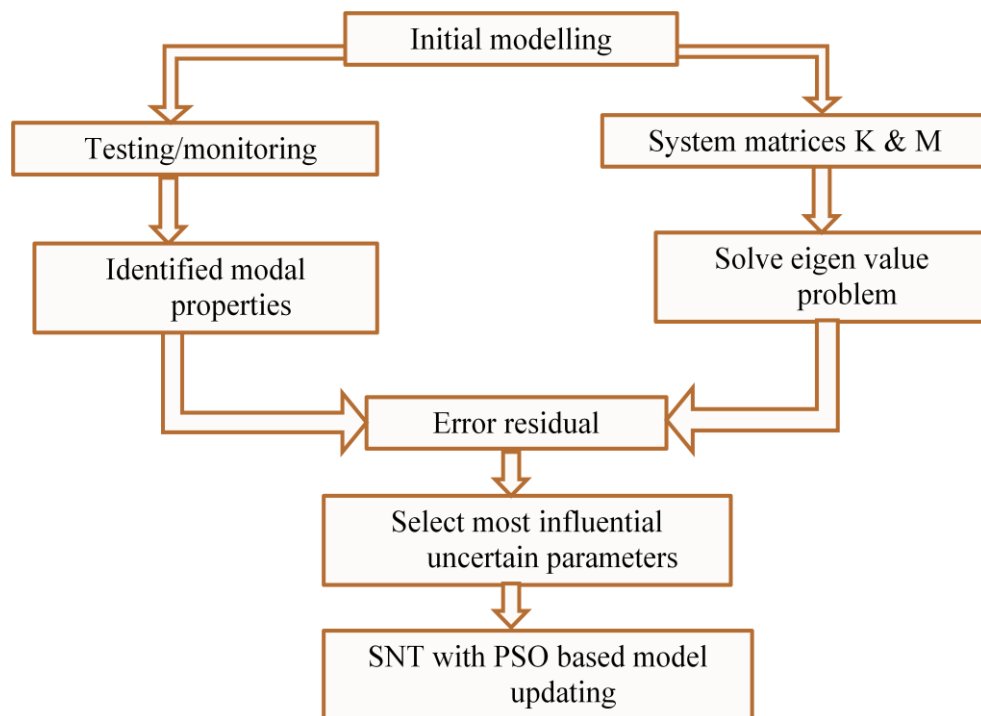 Initial modelling
Testing/monitoring
System matrices K & M
Identified modal
properties
Solve eigen value
problem
Error residual
Select most influential
uncertain parameters
SNT with PSO based model
updating